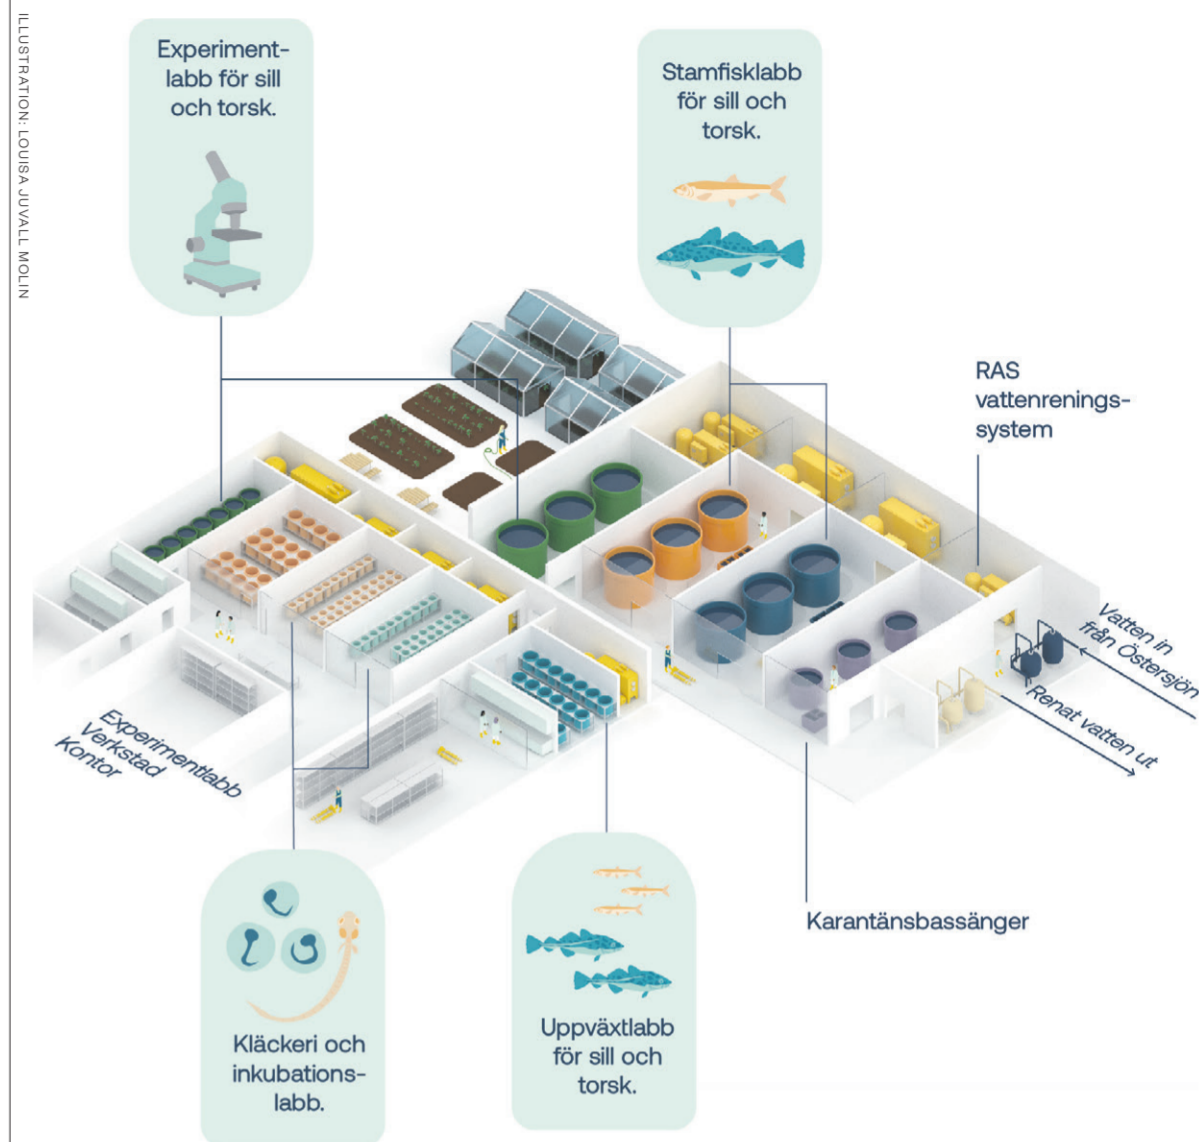 ILLUSTRATION: LOUISA JUVALL MOLIN
Experiment-
labb för sill
och torsk.
Stamfisklabb
för sill och
torsk.
RAS
vattenrenings-
system
Vatten in
från Östersjön
Renat vatten ut
Experimentlabb
Verkstad
Kontor
Karantänsbassänger
Kläckeri och
inkubations-
labb.
Uppväxtlabb
för sill och
torsk.